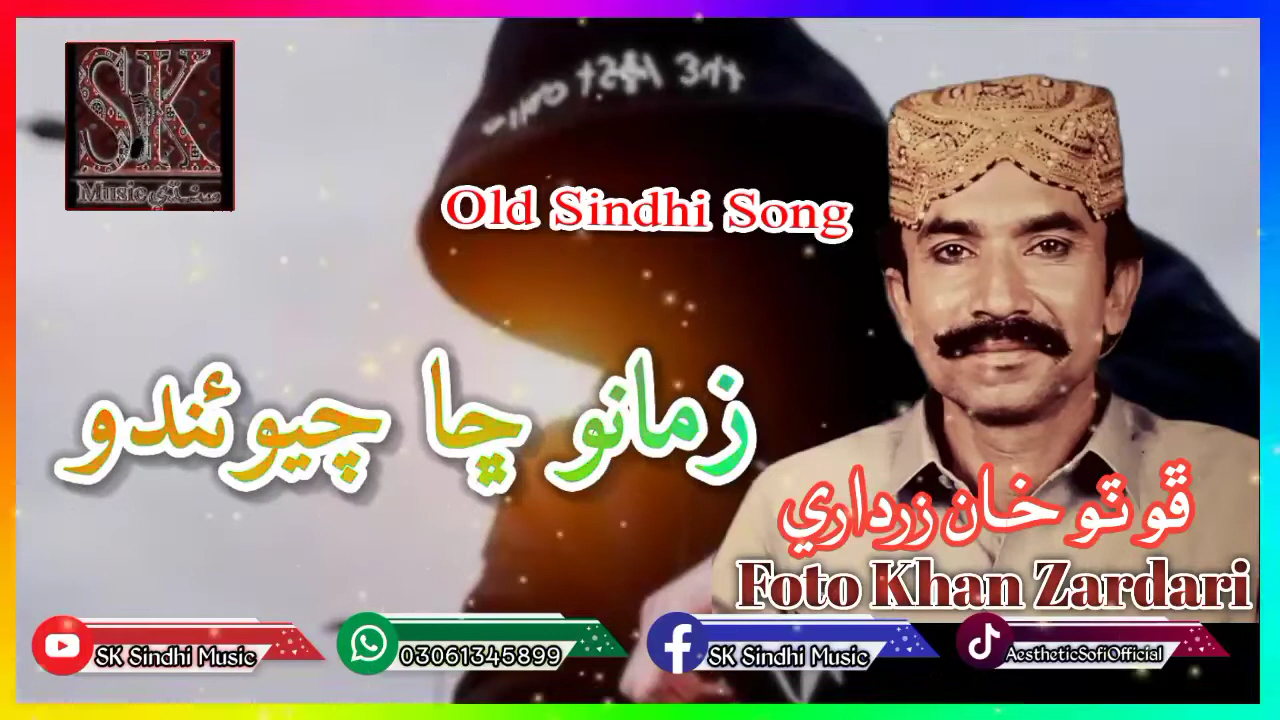 SK
Music سنڌي
Old Sindhi Song
زمانو ڇا چيوئندو
ڦوٽو خان زرداري
Foto Khan Zardari
SK Sindhi Music
03061345899
SK Sindhi Music
AestheticSofiOfficial